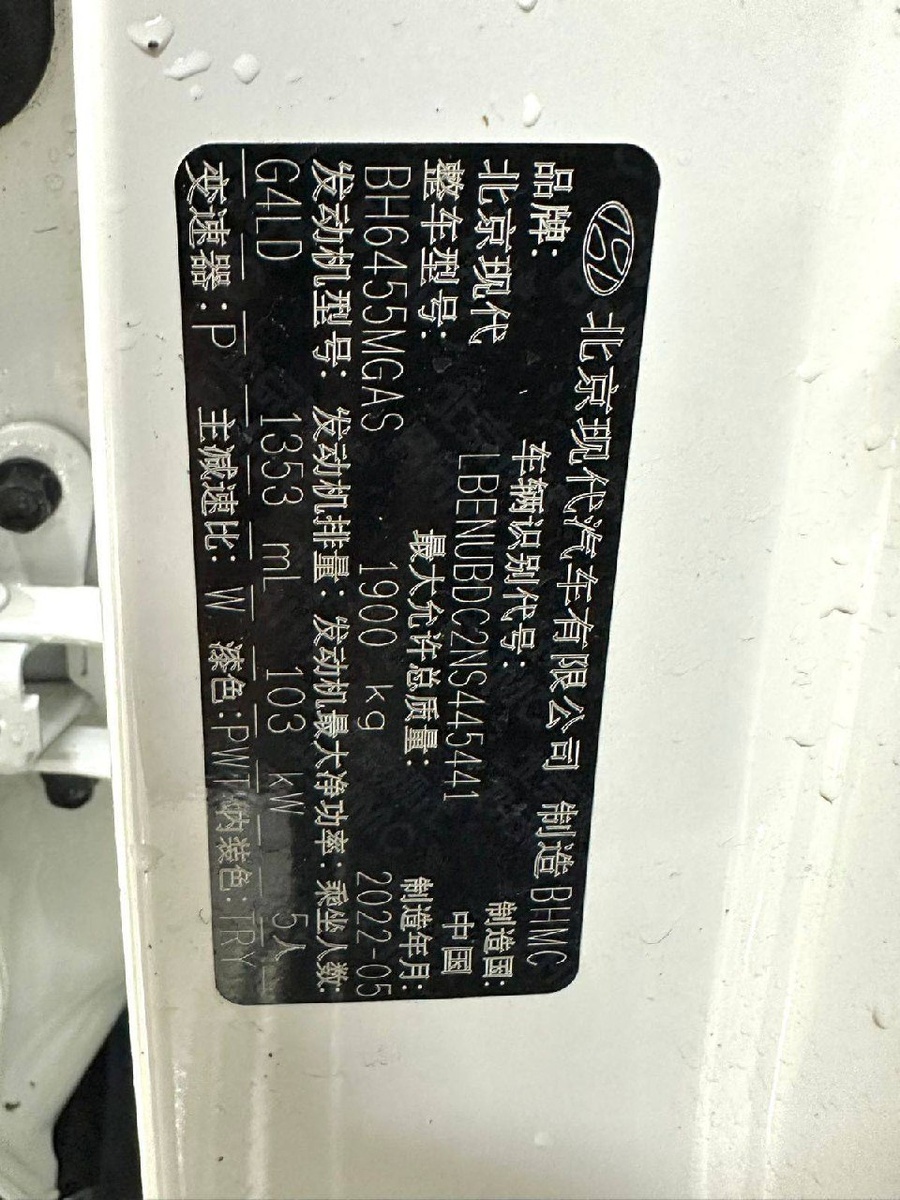 北京现代汽车有限公司 制造 BHMC
品牌: 车辆识别代号: 制造国:
北京现代 LBENUBDC2NS445441 中国
整车型号: 最大允许总质量: 制造年月:
BH6455MGAS 1900 kg 2022-05
发动机型号: 发动机排量: 发动机最大净功率: 乘坐人数:
G4LD 1353 mL 103 kW 5人
变速器: P 主减速比: W 漆色: 内装色: TRY